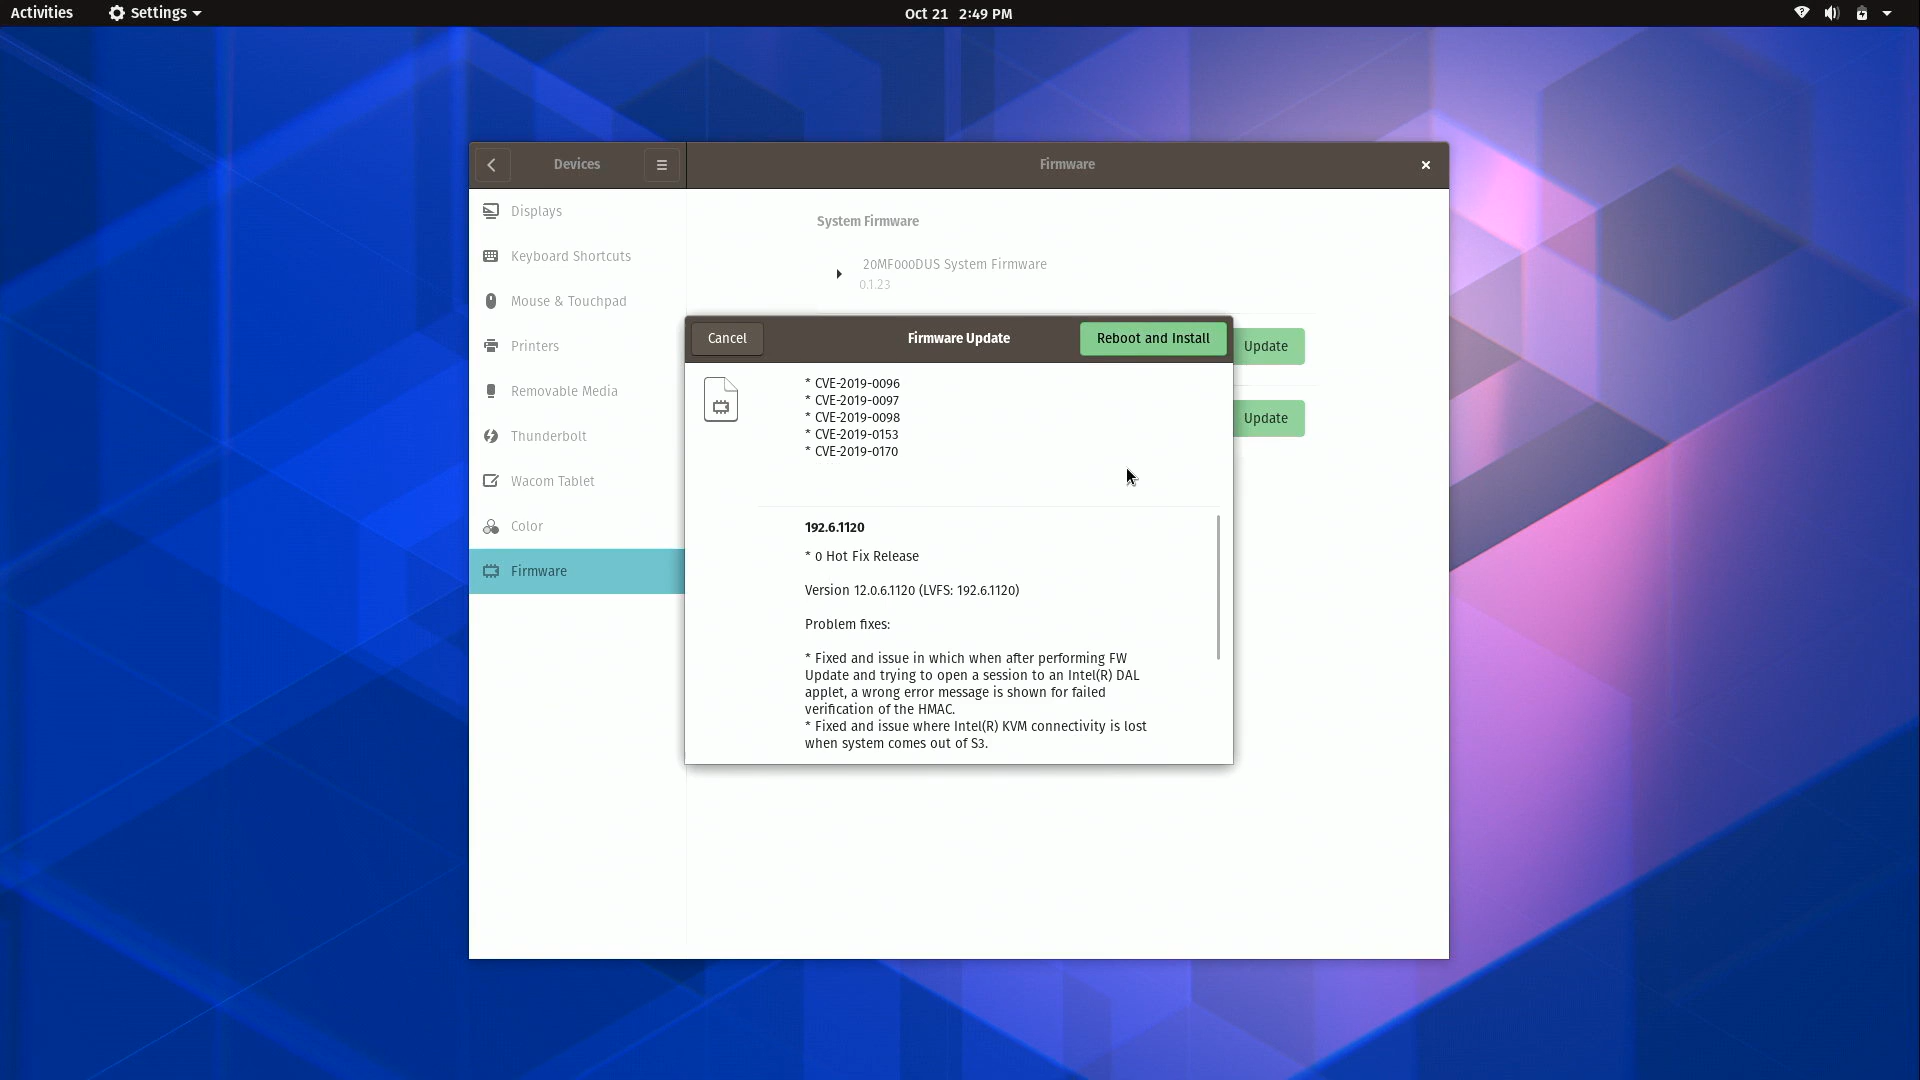 Activities
Settings
Oct 21 2:49 PM
Devices
Firmware
Displays
Keyboard Shortcuts
Mouse & Touchpad
Printers
Removable Media
Thunderbolt
Wacom Tablet
Color
Firmware
System Firmware
20MF000DUS System Firmware
0.1.23
Update
Update
Cancel
Firmware Update
Reboot and Install
* CVE-2019-0096
* CVE-2019-0097
* CVE-2019-0098
* CVE-2019-0153
* CVE-2019-0170
192.6.1120
* 0 Hot Fix Release
Version 12.0.6.1120 (LVFS: 192.6.1120)
Problem fixes:
* Fixed and issue in which when after performing FW
Update and trying to open a session to an Intel(R) DAL
applet, a wrong error message is shown for failed
verification of the HMAC.
* Fixed and issue where Intel(R) KVM connectivity is lost
when system comes out of S3.